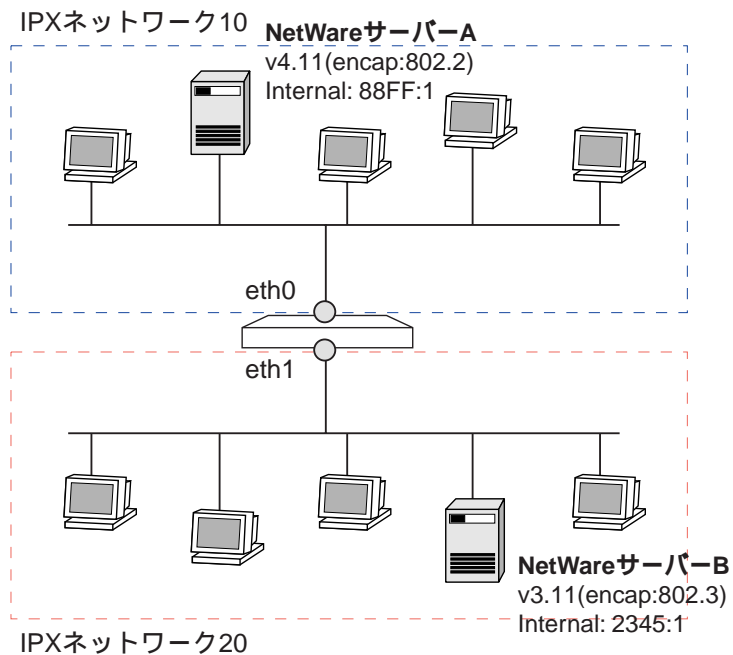 IPXネットワーク10
NetWareサーバーA
v4.11(encap:802.2)
Internal: 88FF:1
eth0
eth1
NetWareサーバーB
v3.11(encap:802.3)
Internal: 2345:1
IPXネットワーク20